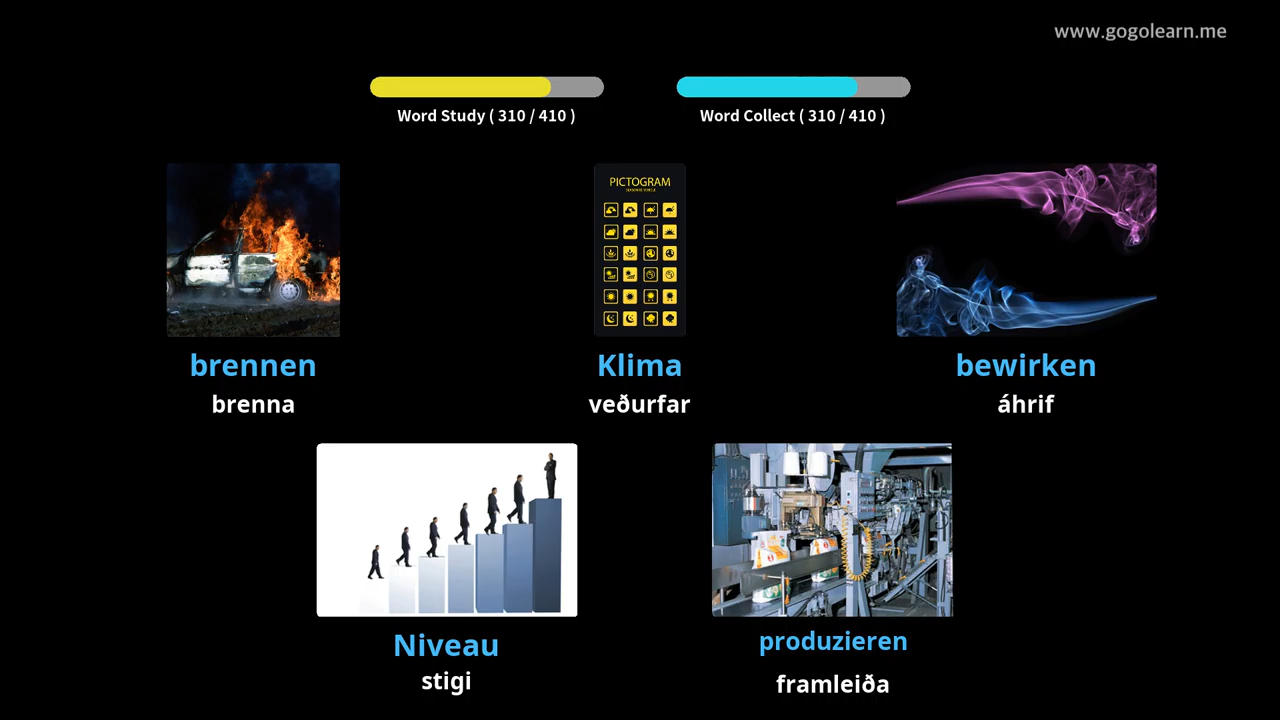 www.gogolearn.me
Word Study ( 310 / 410 )
Word Collect ( 310 / 410 )
PICTOGRAM
brennen
Klima
bewirken
brenna
veðurfar
áhrif
Niveau
produzieren
stigi
framleiða